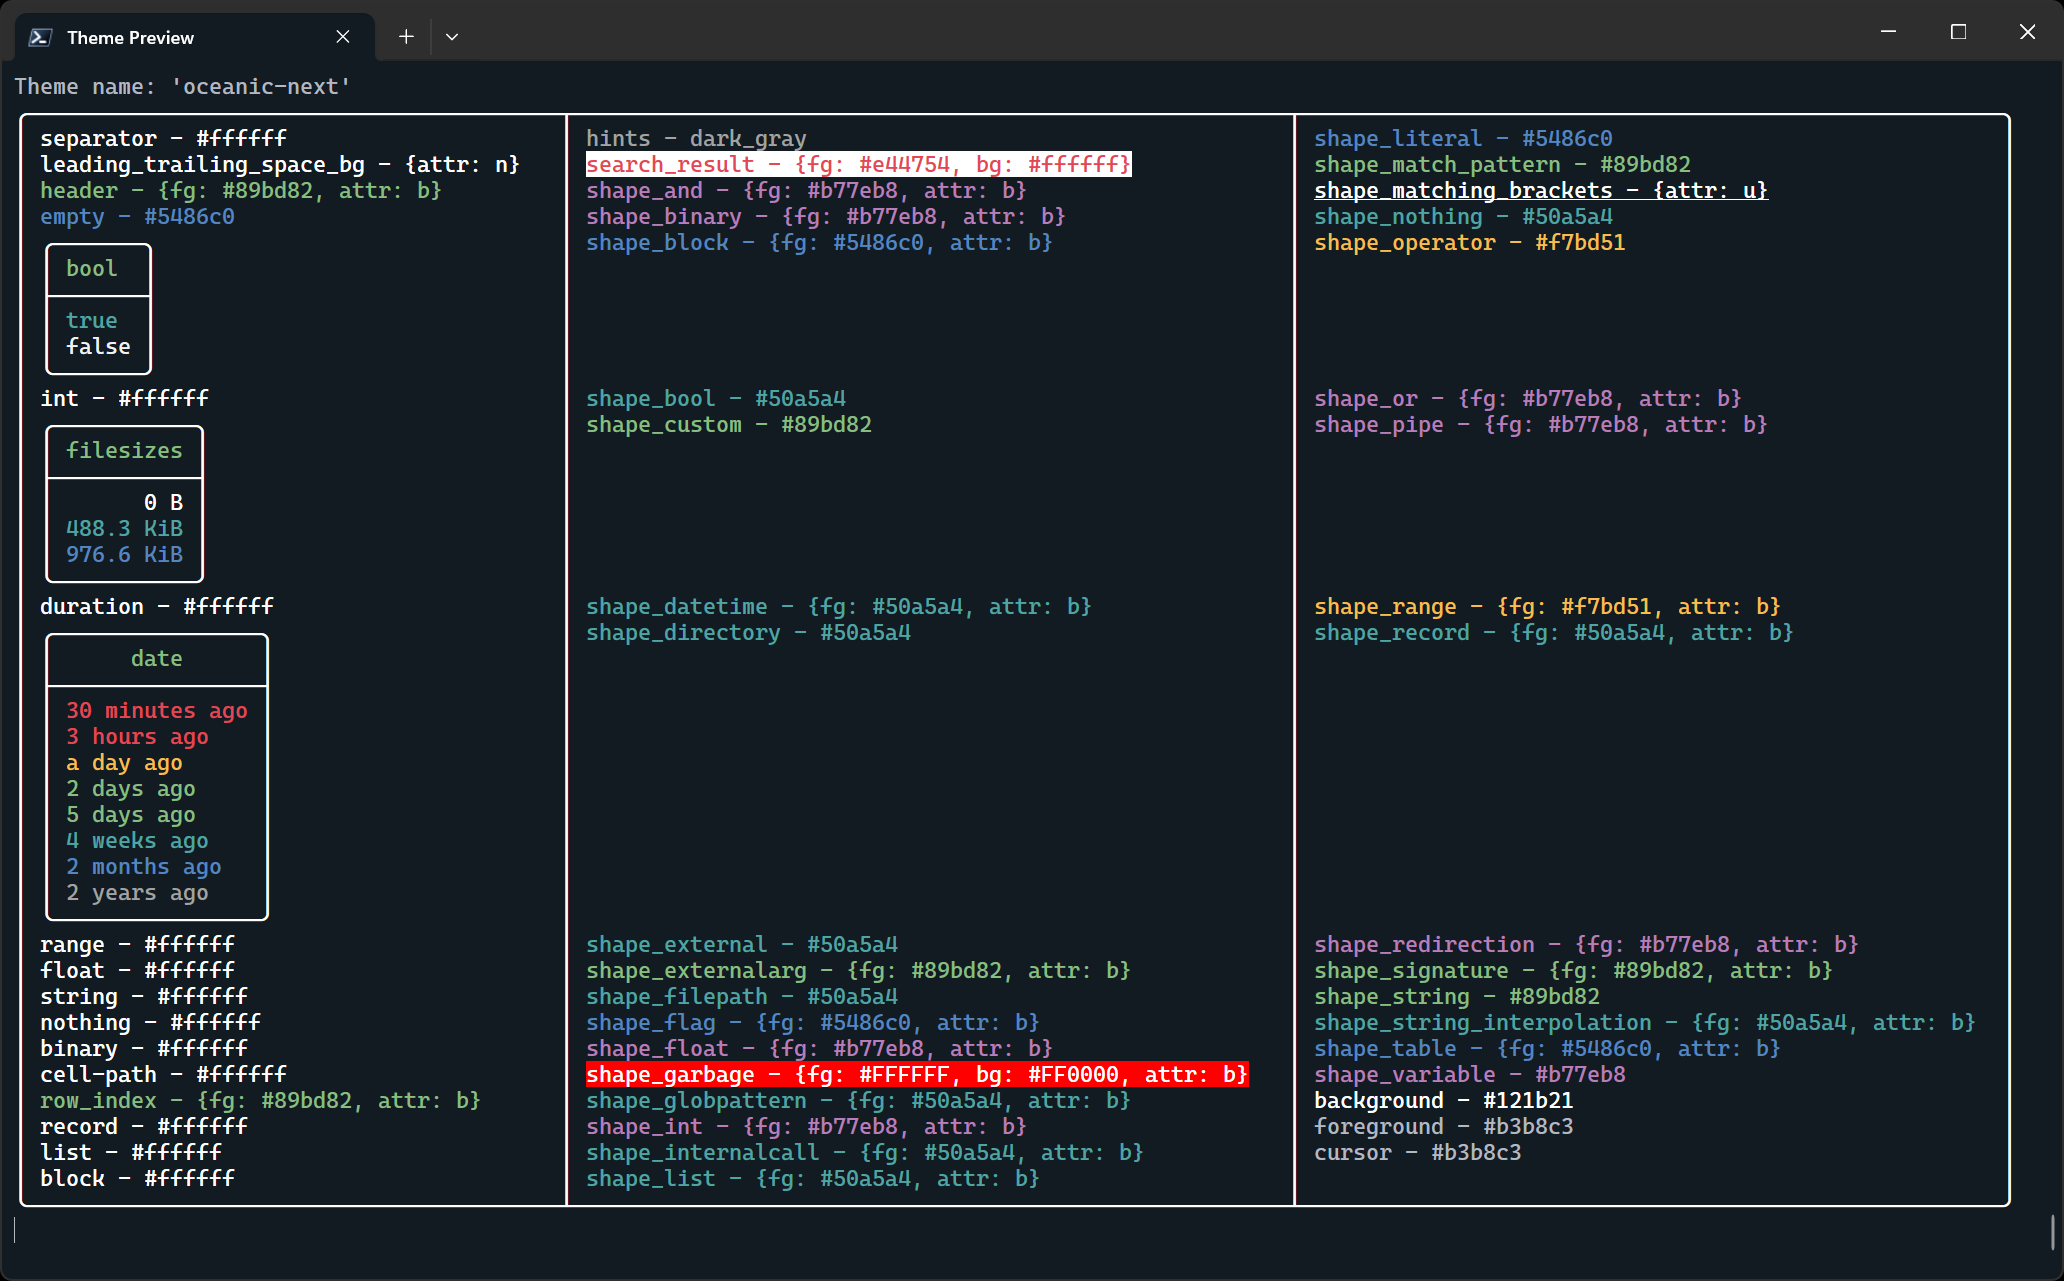 Theme Preview
Theme name: 'oceanic-next'
separator - #ffffff
leading_trailing_space_bg - {attr: n}
header - {fg: #89bd82, attr: b}
empty - #5486c0
bool
true
false
int - #ffffff
filesizes
0 B
488.3 KiB
976.6 KiB
duration - #ffffff
date
30 minutes ago
3 hours ago
a day ago
2 days ago
5 days ago
4 weeks ago
2 months ago
2 years ago
range - #ffffff
float - #ffffff
string - #ffffff
nothing - #ffffff
binary - #ffffff
cell-path - #ffffff
row_index - {fg: #89bd82, attr: b}
record - #ffffff
list - #ffffff
block - #ffffff
hints - dark_gray
search_result - {fg: #e44754, bg: #ffffff}
shape_and - {fg: #b77eb8, attr: b}
shape_binary - {fg: #b77eb8, attr: b}
shape_block - {fg: #5486c0, attr: b}
shape_bool - #50a5a4
shape_custom - #89bd82
shape_datetime - {fg: #50a5a4, attr: b}
shape_directory - #50a5a4
shape_external - #50a5a4
shape_externalarg - {fg: #89bd82, attr: b}
shape_filepath - #50a5a4
shape_flag - {fg: #5486c0, attr: b}
shape_float - {fg: #b77eb8, attr: b}
shape_garbage - {fg: #FFFFFF, bg: #FF0000, attr: b}
shape_globpattern - {fg: #50a5a4, attr: b}
shape_int - {fg: #b77eb8, attr: b}
shape_internalcall - {fg: #50a5a4, attr: b}
shape_list - {fg: #50a5a4, attr: b}
shape_literal - #5486c0
shape_match_pattern - #89bd82
shape_matching_brackets - {attr: u}
shape_nothing - #50a5a4
shape_operator - #f7bd51
shape_or - {fg: #b77eb8, attr: b}
shape_pipe - {fg: #b77eb8, attr: b}
shape_range - {fg: #f7bd51, attr: b}
shape_record - {fg: #50a5a4, attr: b}
shape_redirection - {fg: #b77eb8, attr: b}
shape_signature - {fg: #89bd82, attr: b}
shape_string - #89bd82
shape_string_interpolation - {fg: #50a5a4, attr: b}
shape_table - {fg: #5486c0, attr: b}
shape_variable - #b77eb8
background - #121b21
foreground - #b3b8c3
cursor - #b3b8c3